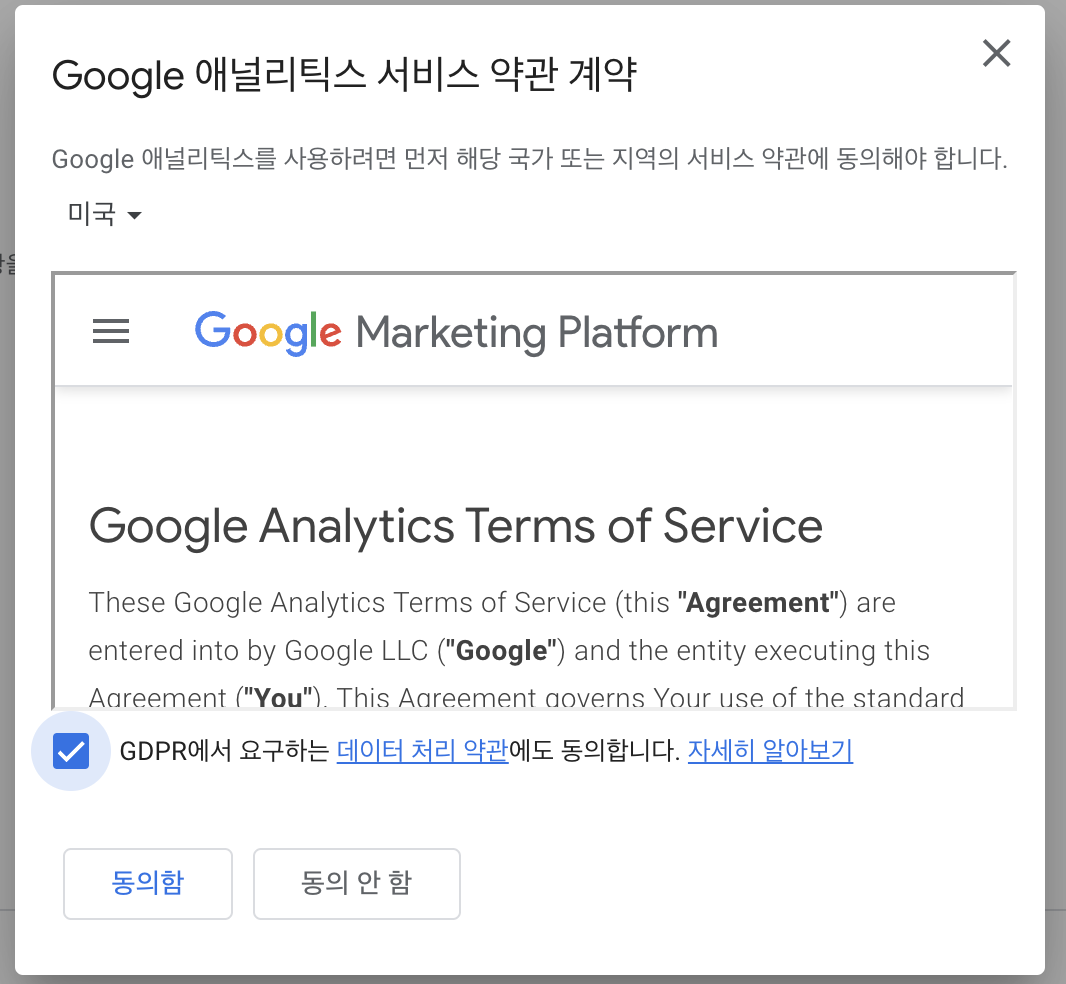 Google 애널리틱스 서비스 약관 계약
Google 애널리틱스를 사용하려면 먼저 해당 국가 또는 지역의 서비스 약관에 동의해야 합니다.
미국
Google Marketing Platform
Google Analytics Terms of Service
These Google Analytics Terms of Service (this "Agreement") are
entered into by Google LLC ("Google") and the entity executing this
Agreement ("You"). This Agreement governs Your use of the standard
GDPR에서 요구하는 데이터 처리 약관에도 동의합니다. 자세히 알아보기
동의함
동의 안 함